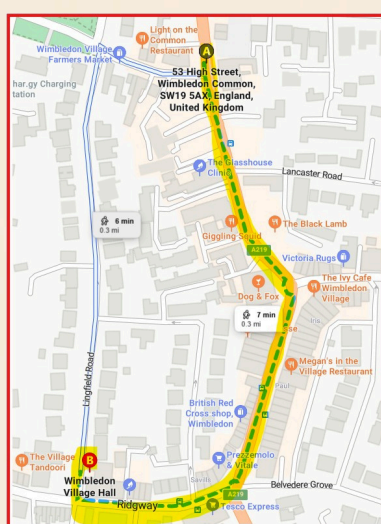 Light on the
Common
Restaurant
Wimbledon Village
Farmers Market
A
53 High Street,
Wimbledon Common,
SW19 5AX, England,
United Kingdom
har.gy Charging
tation
The Glasshouse
Clinic
Lancaster Road
6 min
0.3 mi
Giggling Squid
The Black Lamb
A219
Victoria Rugs
The Ivy Cafe
Wimbledon
Village
Dog & Fox
7 min
0.3 mi
se
Megan's in the
Village Restaurant
Lingfield Road
Paul
British Red
Cross shop,
Wimbledon
The Village
Tandoori
B
Wimbledon
Village Hall
Prezzemolo
& Vitale
Belvedere Grove
A219
Ridgway
Tesco Express